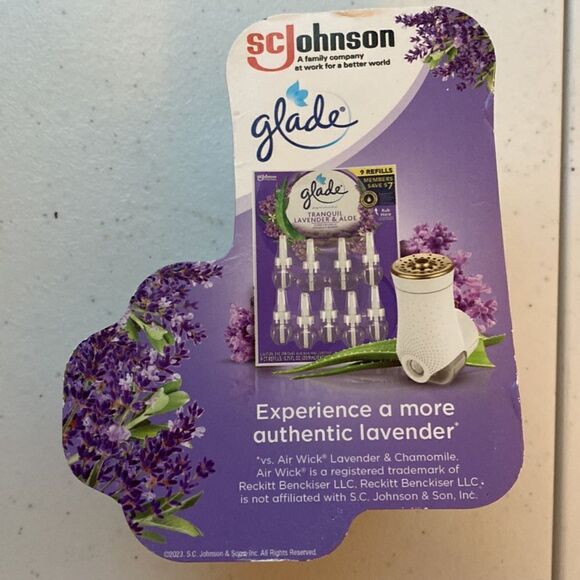 SC Johnson
A family company
at work for a better world
glade®
scjohnson
9 REFILLS
MEMBERS
SAVE $7
glade
TRANQUIL
LAVENDER & ALOE
Experience a more
authentic lavender*
*vs. Air Wick® Lavender & Chamomile.
Air Wick® is a registered trademark of
Reckitt Benckiser LLC. Reckitt Benckiser LLC
is not affiliated with S.C. Johnson & Son, Inc.
©2023. S.C. Johnson & Son, Inc. All Rights Reserved.